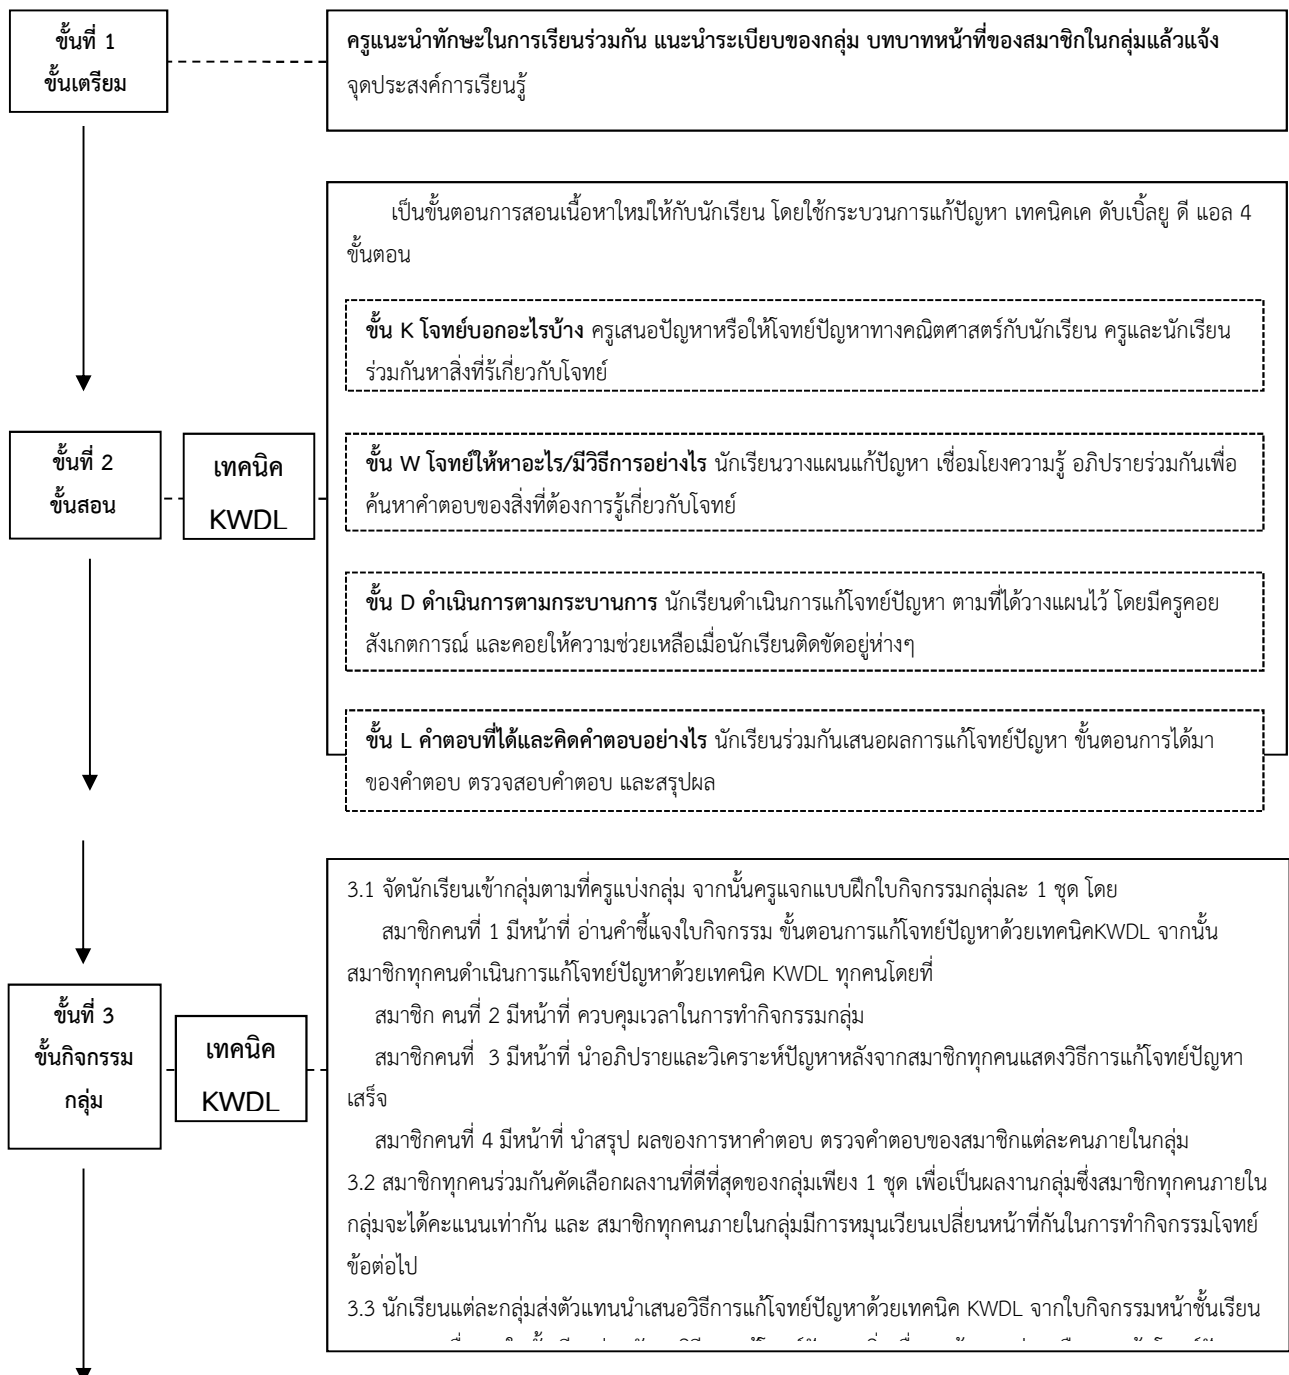 ขั้นที่ 1
ขั้นเตรียม
ครูแนะนำทักษะในการเรียนร่วมกัน แนะนำระเบียบของกลุ่ม บทบาทหน้าที่ของสมาชิกในกลุ่มแล้วแจ้ง
จุดประสงค์การเรียนรู้
ขั้นที่ 2
ขั้นสอน
เทคนิค
KWDL
เป็นขั้นตอนการสอนเนื้อหาใหม่ให้กับนักเรียน โดยใช้กระบวนการแก้ปัญหา เทคนิคเค ดับเบิ้ลยู ดี แอล 4
ขั้นตอน
ขั้น K โจทย์บอกอะไรบ้าง ครูเสนอปัญหาหรือให้โจทย์ปัญหาทางคณิตศาสตร์กับนักเรียน ครูและนักเรียน
ร่วมกันหาสิ่งที่รู้เกี่ยวกับโจทย์
ขั้น W โจทย์ให้หาอะไร/มีวิธีการอย่างไร นักเรียนวางแผนแก้ปัญหา เชื่อมโยงความรู้ อภิปรายร่วมกันเพื่อ
ค้นหาคำตอบของสิ่งที่ต้องการรู้เกี่ยวกับโจทย์
ขั้น D ดำเนินการตามกระบานการ นักเรียนดำเนินการแก้โจทย์ปัญหา ตามที่ได้วางแผนไว้ โดยมีครูคอย
สังเกตการณ์ และคอยให้ความช่วยเหลือเมื่อนักเรียนติดขัดอยู่ห่างๆ
ขั้น L คำตอบที่ได้และคิดคำตอบอย่างไร นักเรียนร่วมกันเสนอผลการแก้โจทย์ปัญหา ขั้นตอนการได้มา
ของคำตอบ ตรวจสอบคำตอบ และสรุปผล
ขั้นที่ 3
ขั้นกิจกรรม
กลุ่ม
เทคนิค
KWDL
3.1 จัดนักเรียนเข้ากลุ่มตามที่ครูแบ่งกลุ่ม จากนั้นครูแจกแบบฝึกใบกิจกรรมกลุ่มละ 1 ชุด โดย
สมาชิกคนที่ 1 มีหน้าที่ อ่านคำชี้แจงใบกิจกรรม ขั้นตอนการแก้โจทย์ปัญหาด้วยเทคนิคKWDL จากนั้น
สมาชิกทุกคนดำเนินการแก้โจทย์ปัญหาด้วยเทคนิค KWDL ทุกคนโดยที่
สมาชิก คนที่ 2 มีหน้าที่ ควบคุมเวลาในการทำกิจกรรมกลุ่ม
สมาชิกคนที่ 3 มีหน้าที่ นำอภิปรายและวิเคราะห์ปัญหาหลังจากสมาชิกทุกคนแสดงวิธีการแก้โจทย์ปัญหา
เสร็จ
สมาชิกคนที่ 4 มีหน้าที่ นำสรุป ผลของการหาคำตอบ ตรวจคำตอบของสมาชิกแต่ละคนภายในกลุ่ม
3.2 สมาชิกทุกคนร่วมกันคัดเลือกผลงานที่ดีที่สุดของกลุ่มเพียง 1 ชุด เพื่อเป็นผลงานกลุ่มซึ่งสมาชิกทุกคนภายใน
กลุ่มจะได้คะแนนเท่ากัน และ สมาชิกทุกคนภายในกลุ่มมีการหมุนเวียนเปลี่ยนหน้าที่กันในการทำกิจกรรมโจทย์
ข้อต่อไป
3.3 นักเรียนแต่ละกลุ่มส่งตัวแทนนำเสนอวิธีการแก้โจทย์ปัญหาด้วยเทคนิค KWDL จากใบกิจกรรมหน้าชั้นเรียน